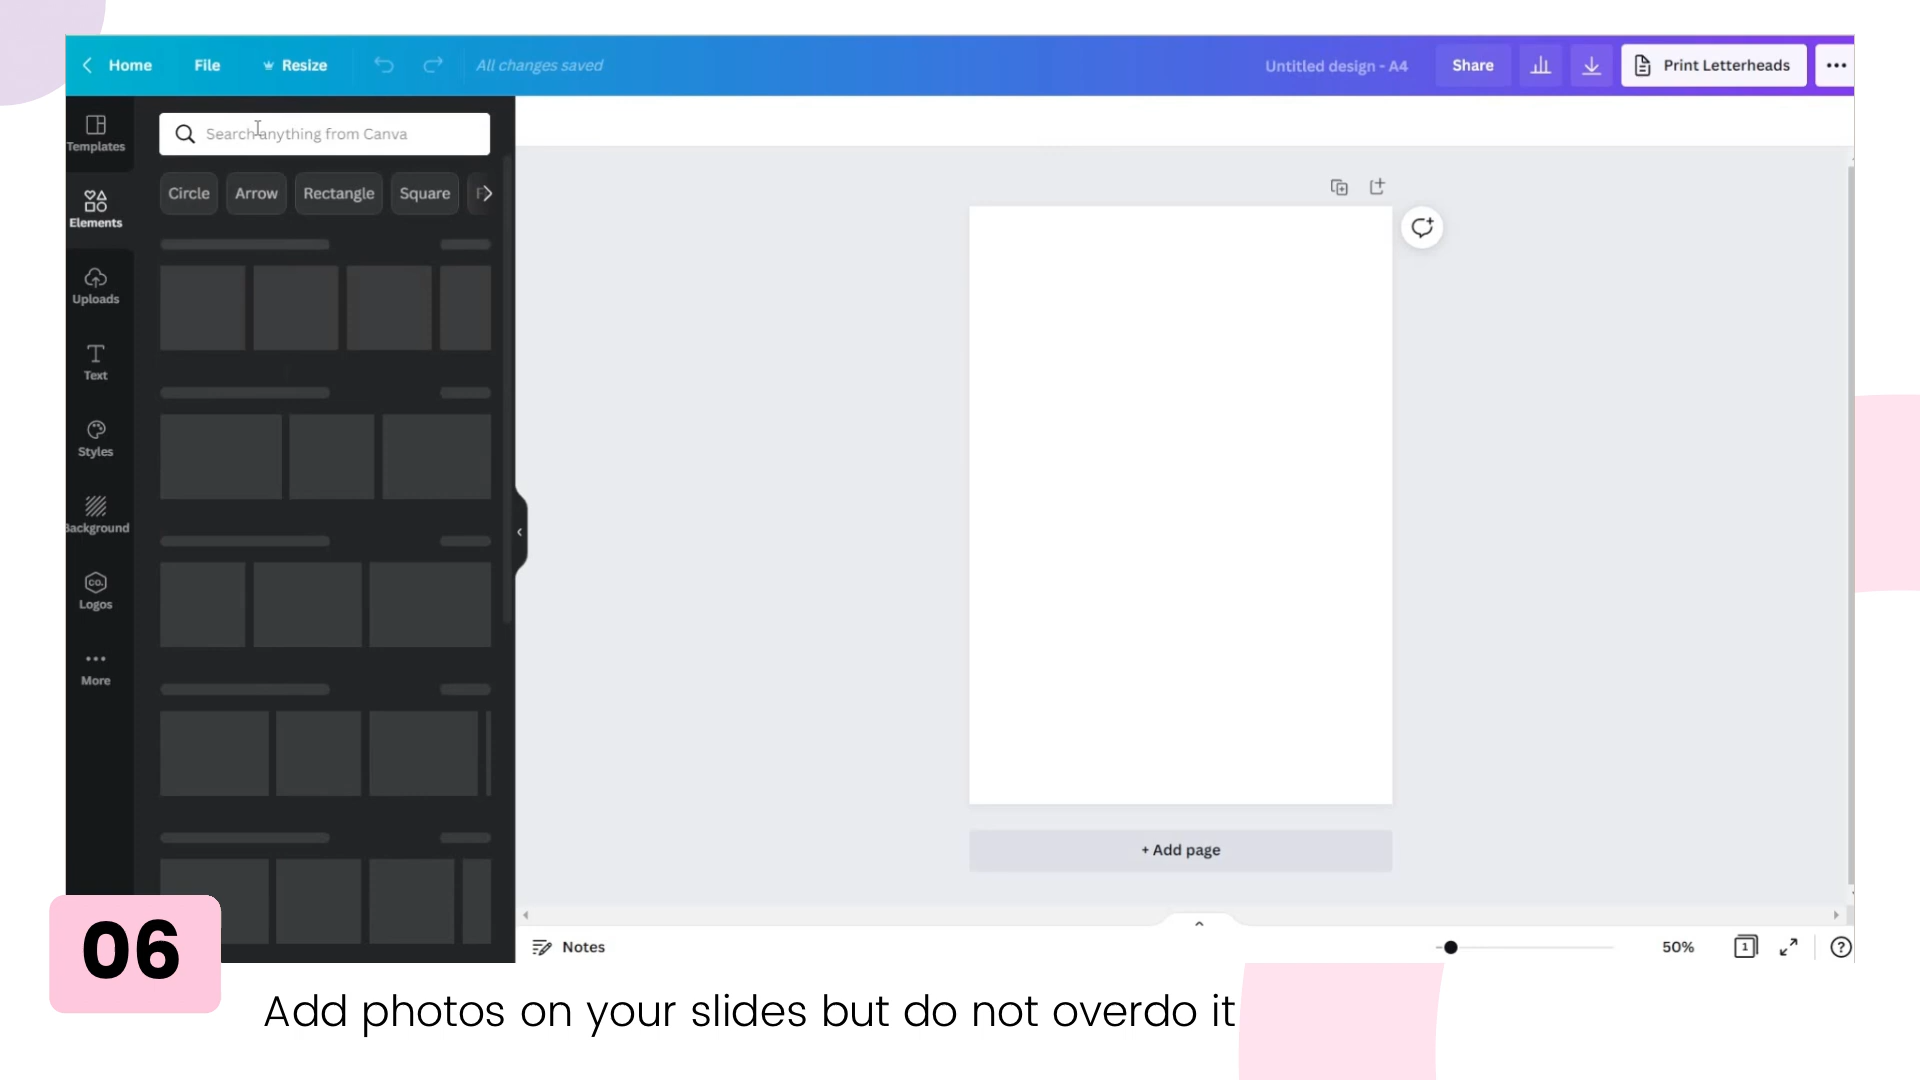 Home File Resize All changes saved Untitled design - A4 Share Print Letterheads
Templates
Search anything from Canva
Circle Arrow Rectangle Square
Elements
Uploads
Text
Styles
Background
Logos
CO.
More
+ Add page
Notes 50% 1 ?
06
Add photos on your slides but do not overdo it